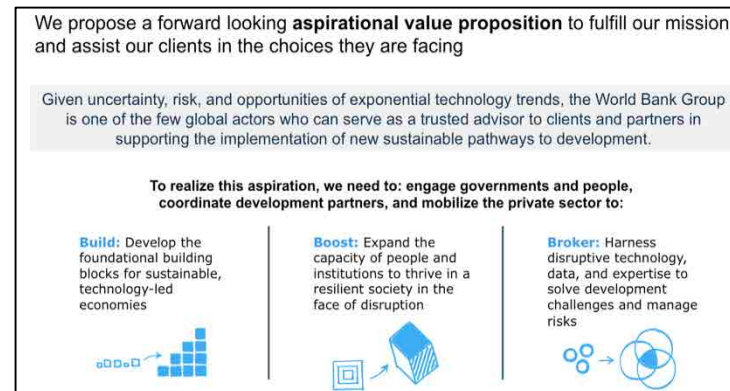 We propose a forward looking aspirational value proposition to fulfill our mission
and assist our clients in the choices they are facing
Given uncertainty, risk, and opportunities of exponential technology trends, the World Bank Group
is one of the few global actors who can serve as a trusted advisor to clients and partners in
supporting the implementation of new sustainable pathways to development.
To realize this aspiration, we need to: engage governments and people,
coordinate development partners, and mobilize the private sector to:
Build: Develop the
foundational building
blocks for sustainable,
technology-led
economies
Boost: Expand the
capacity of people and
institutions to thrive in a
resilient society in the
face of disruption
Broker: Harness
disruptive technology,
data, and expertise to
solve development
challenges and manage
risks